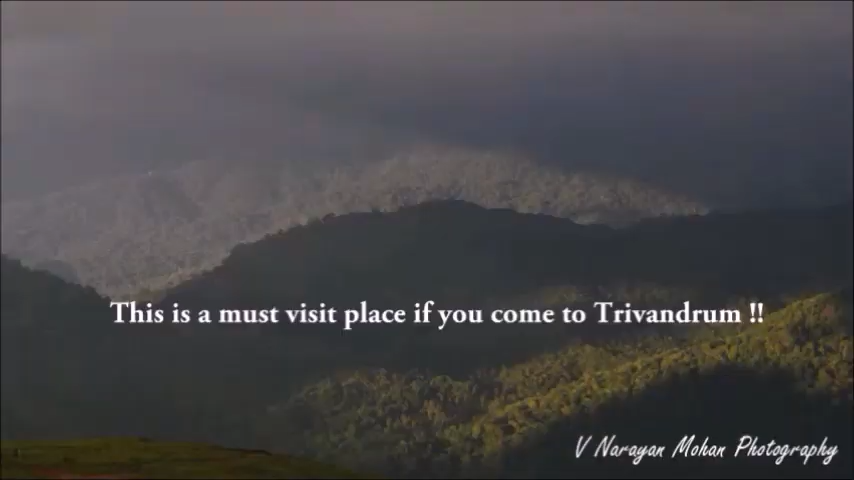 This is a must visit place if you come to Trivandrum !!
V Narayan Mohan Photography